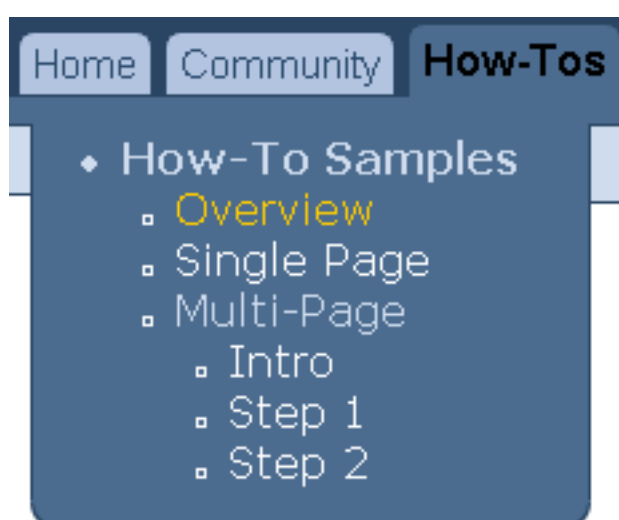 Home Community How-Tos
How-To Samples
Overview
Single Page
Multi-Page
Intro
Step 1
Step 2